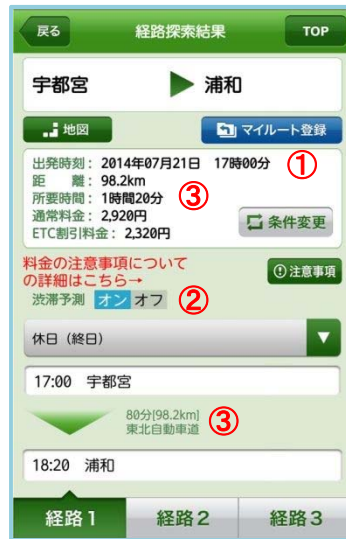 戻る 経路探索結果 TOP
宇都宮 ▶ 浦和
地図 マイルート登録
出発時刻：2014年07月21日 17時00分 ①
距 離：98.2km
所要時間：1時間20分 ③
通常料金：2,920円
ETC割引料金：2,320円
条件変更
料金の注意事項について
の詳細はこちら→
注意事項
渋滞予測 オン オフ ②
休日（終日） ▼
17:00 宇都宮
80分[98.2km]
東北自動車道 ③
18:20 浦和
経路1 経路2 経路3